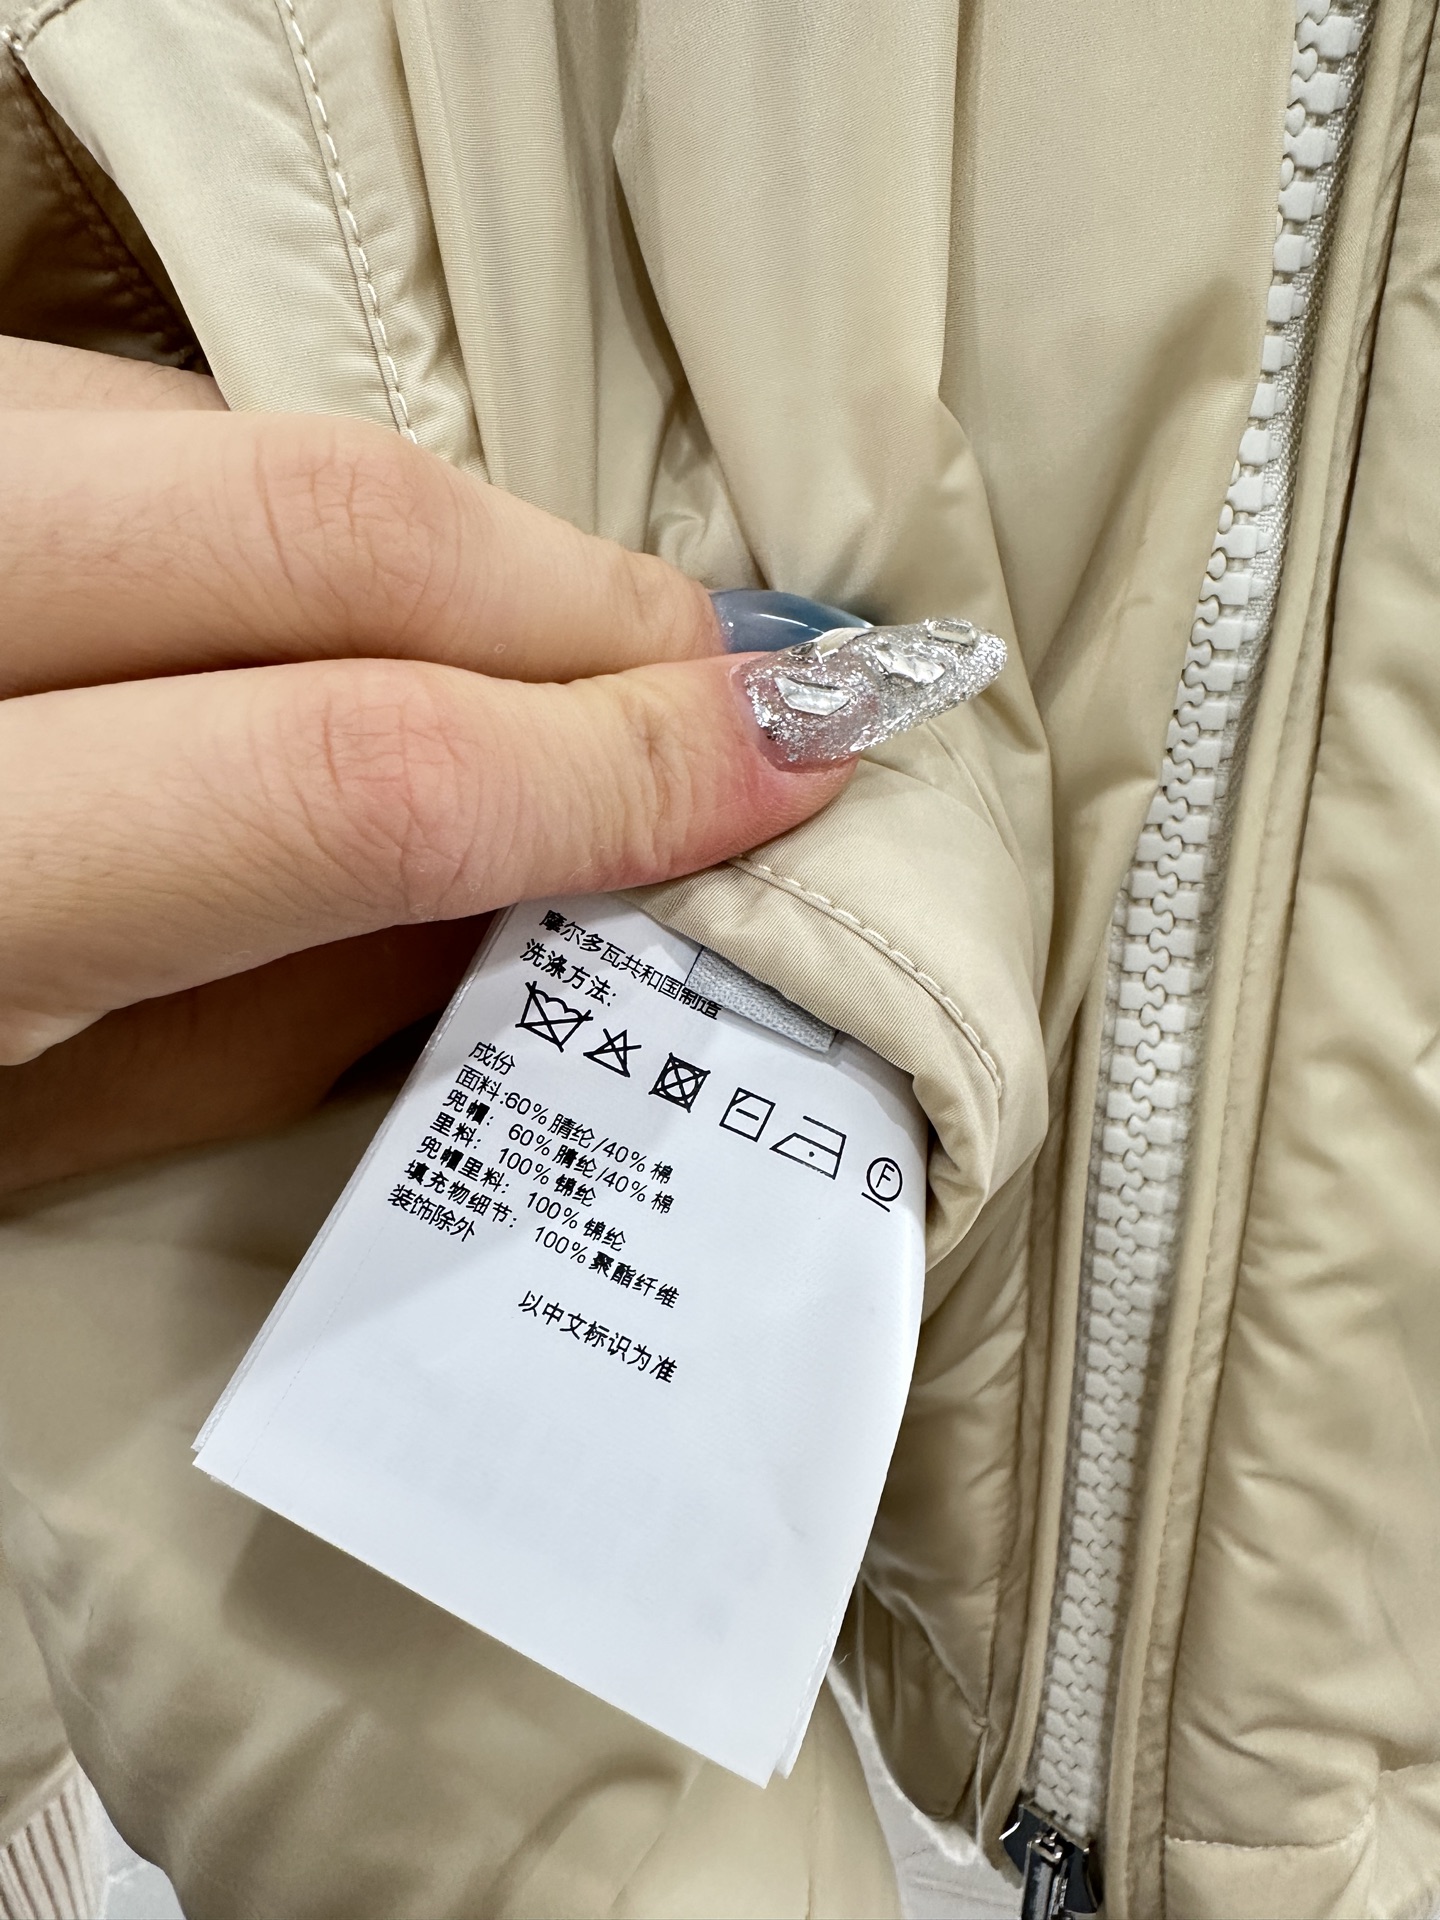 摩尔多瓦共和国制造
洗涤方法:
F
成份
面料:60%腈纶/40%棉
兜帽: 60%腈纶/40%棉
里料: 100%锦纶
兜帽里料: 100%锦纶
填充物细节: 100%聚酯纤维
装饰除外
以中文标识为准